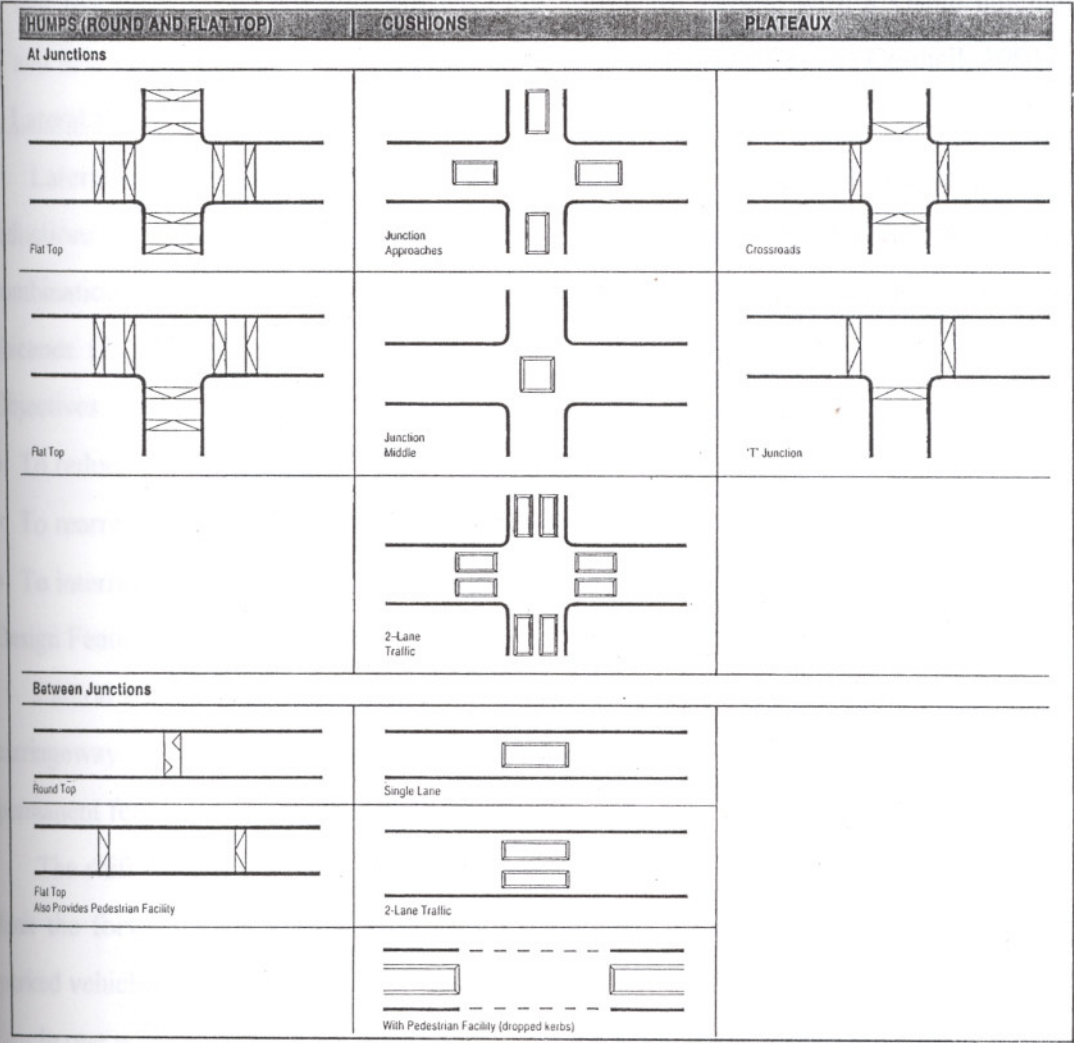 HUMPS (ROUND AND FLAT TOP)
CUSHIONS
PLATEAUX
At Junctions
Flat Top
Junction
Approaches
Crossroads
Flat Top
Junction
Middle
'T' Junction
2-Lane
Traffic
Between Junctions
Round Top
Single Lane
Flat Top
Also Provides Pedestrian Facility
2-Lane Traffic
With Pedestrian Facility (dropped kerbs)